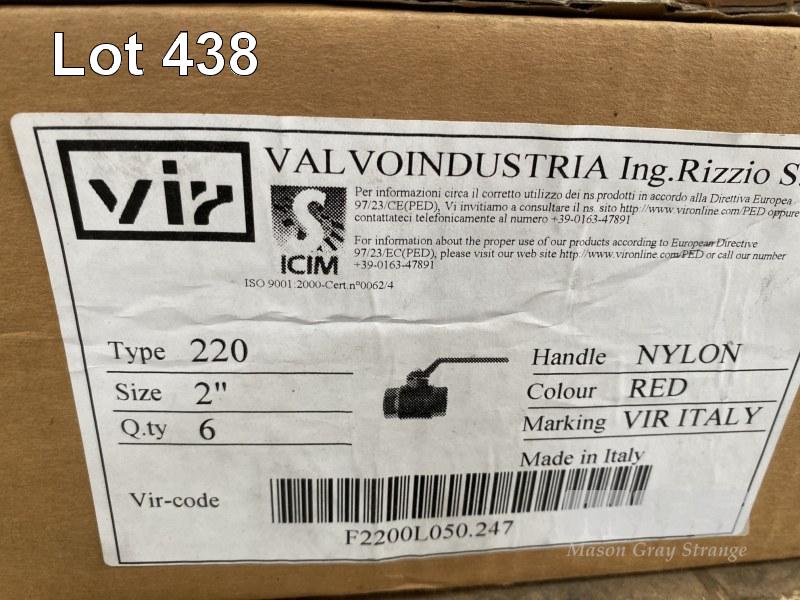 Lot 438
vir
VALVOINDUSTRIA Ing.Rizzio S.
Per informazioni circa il corretto utilizzo dei ns prodotti in accordo alla Direttiva Europea
97/23/CE(PED), Vi invitiamo a consultare il ns. sito http://www.vironline.com/PED oppure
contattateci telefonicamente al numero +39-0163-47891
For information about the proper use of our products according to European Directive
97/23/EC(PED), please visit our web site http://www.vironline.com/PED or call our number
+39-0163-47891
ICIM
ISO 9001:2000-Cert.n°0062/4
Type 220
Size 2"
Q.ty 6
Handle NYLON
Colour RED
Marking VIR ITALY
Made in Italy
Vir-code
F2200L050.247
Mason Gray Strange